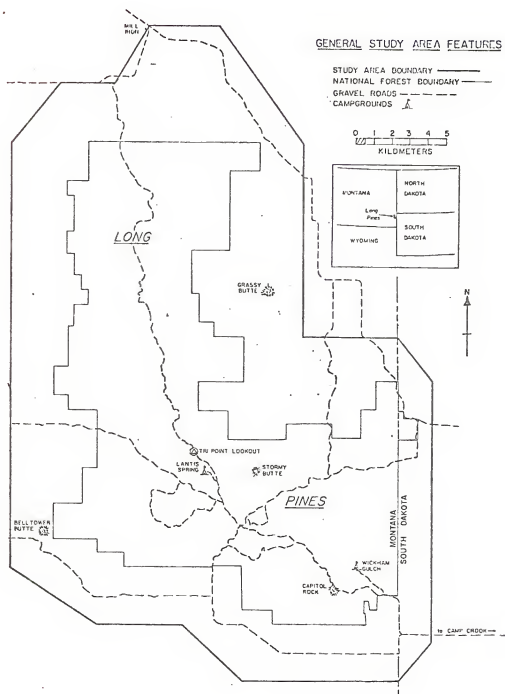 GENERAL STUDY AREA FEATURES
STUDY AREA BOUNDARY
NATIONAL FOREST BOUNDARY
GRAVEL ROADS
CAMPGROUNDS
0 1 2 3 4 5
KILOMETERS
MONTANA
NORTH
DAKOTA
Long
Pines
SOUTH
DAKOTA
WYOMING
N
MILL
IRON
LONG
GRASSY
BUTTE
TRI POINT LOOKOUT
LANTIS
SPRING
STORMY
BUTTE
PINES
BELLTOWER
BUTTE
MONTANA
SOUTH DAKOTA
WICKHAM
GULCH
CAPITOL
ROCK
to CAMP CROOK